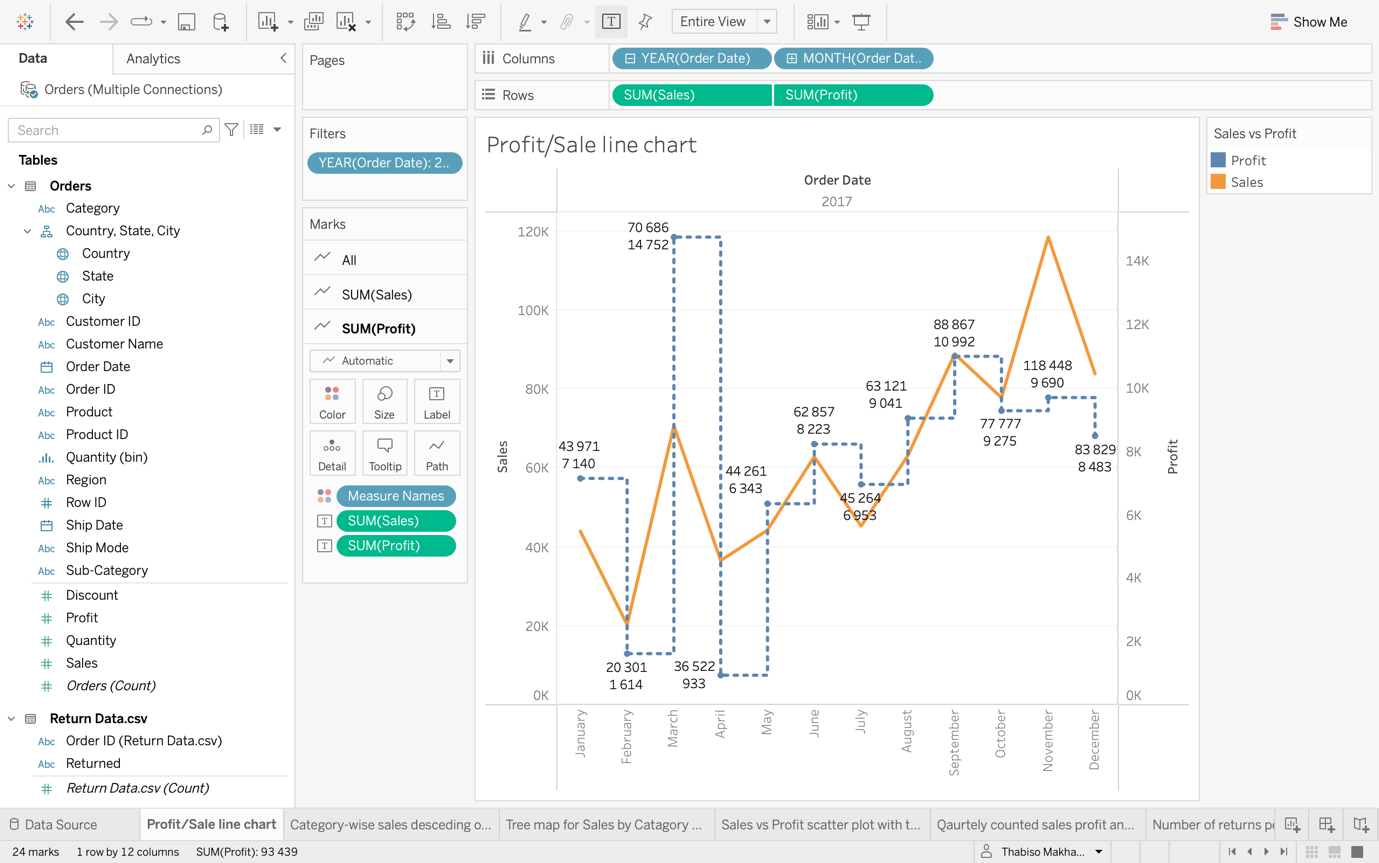 Entire View
Show Me
Data
Analytics
Orders (Multiple Connections)
Search
Tables
Orders
Abc Category
Country, State, City
Country
State
City
Abc Customer ID
Abc Customer Name
Order Date
Abc Order ID
Abc Product
Abc Product ID
Quantity (bin)
Abc Region
Row ID
Ship Date
Abc Ship Mode
Abc Sub-Category
Discount
Profit
Quantity
Sales
Orders (Count)
Return Data.csv
Abc Order ID (Return Data.csv)
Abc Returned
Return Data.csv (Count)
Pages
Filters
YEAR(Order Date): 2..
Marks
All
SUM(Sales)
SUM(Profit)
Automatic
Color
Size
Label
Detail
Tooltip
Path
Measure Names
SUM(Sales)
SUM(Profit)
Columns
YEAR(Order Date)
MONTH(Order Dat..
Rows
SUM(Sales)
SUM(Profit)
Profit/Sale line chart
Order Date
2017
120K
100K
80K
60K
40K
20K
0K
Sales
43 971
7 140
20 301
1 614
70 686
14 752
36 522
933
44 261
6 343
62 857
8 223
45 264
6 953
63 121
9 041
88 867
10 992
77 777
9 275
118 448
9 690
83 829
8 483
14K
12K
10K
8K
6K
4K
2K
0K
Profit
January
February
March
April
May
June
July
August
September
October
November
December
Sales vs Profit
Profit
Sales
Data Source
Profit/Sale line chart
Category-wise sales desceding o...
Tree map for Sales by Catagory ...
Sales vs Profit scatter plot with t...
Qaurtely counted sales profit an...
Number of returns pe
24 marks
1 row by 12 columns
SUM(Profit): 93 439
Thabiso Makha...